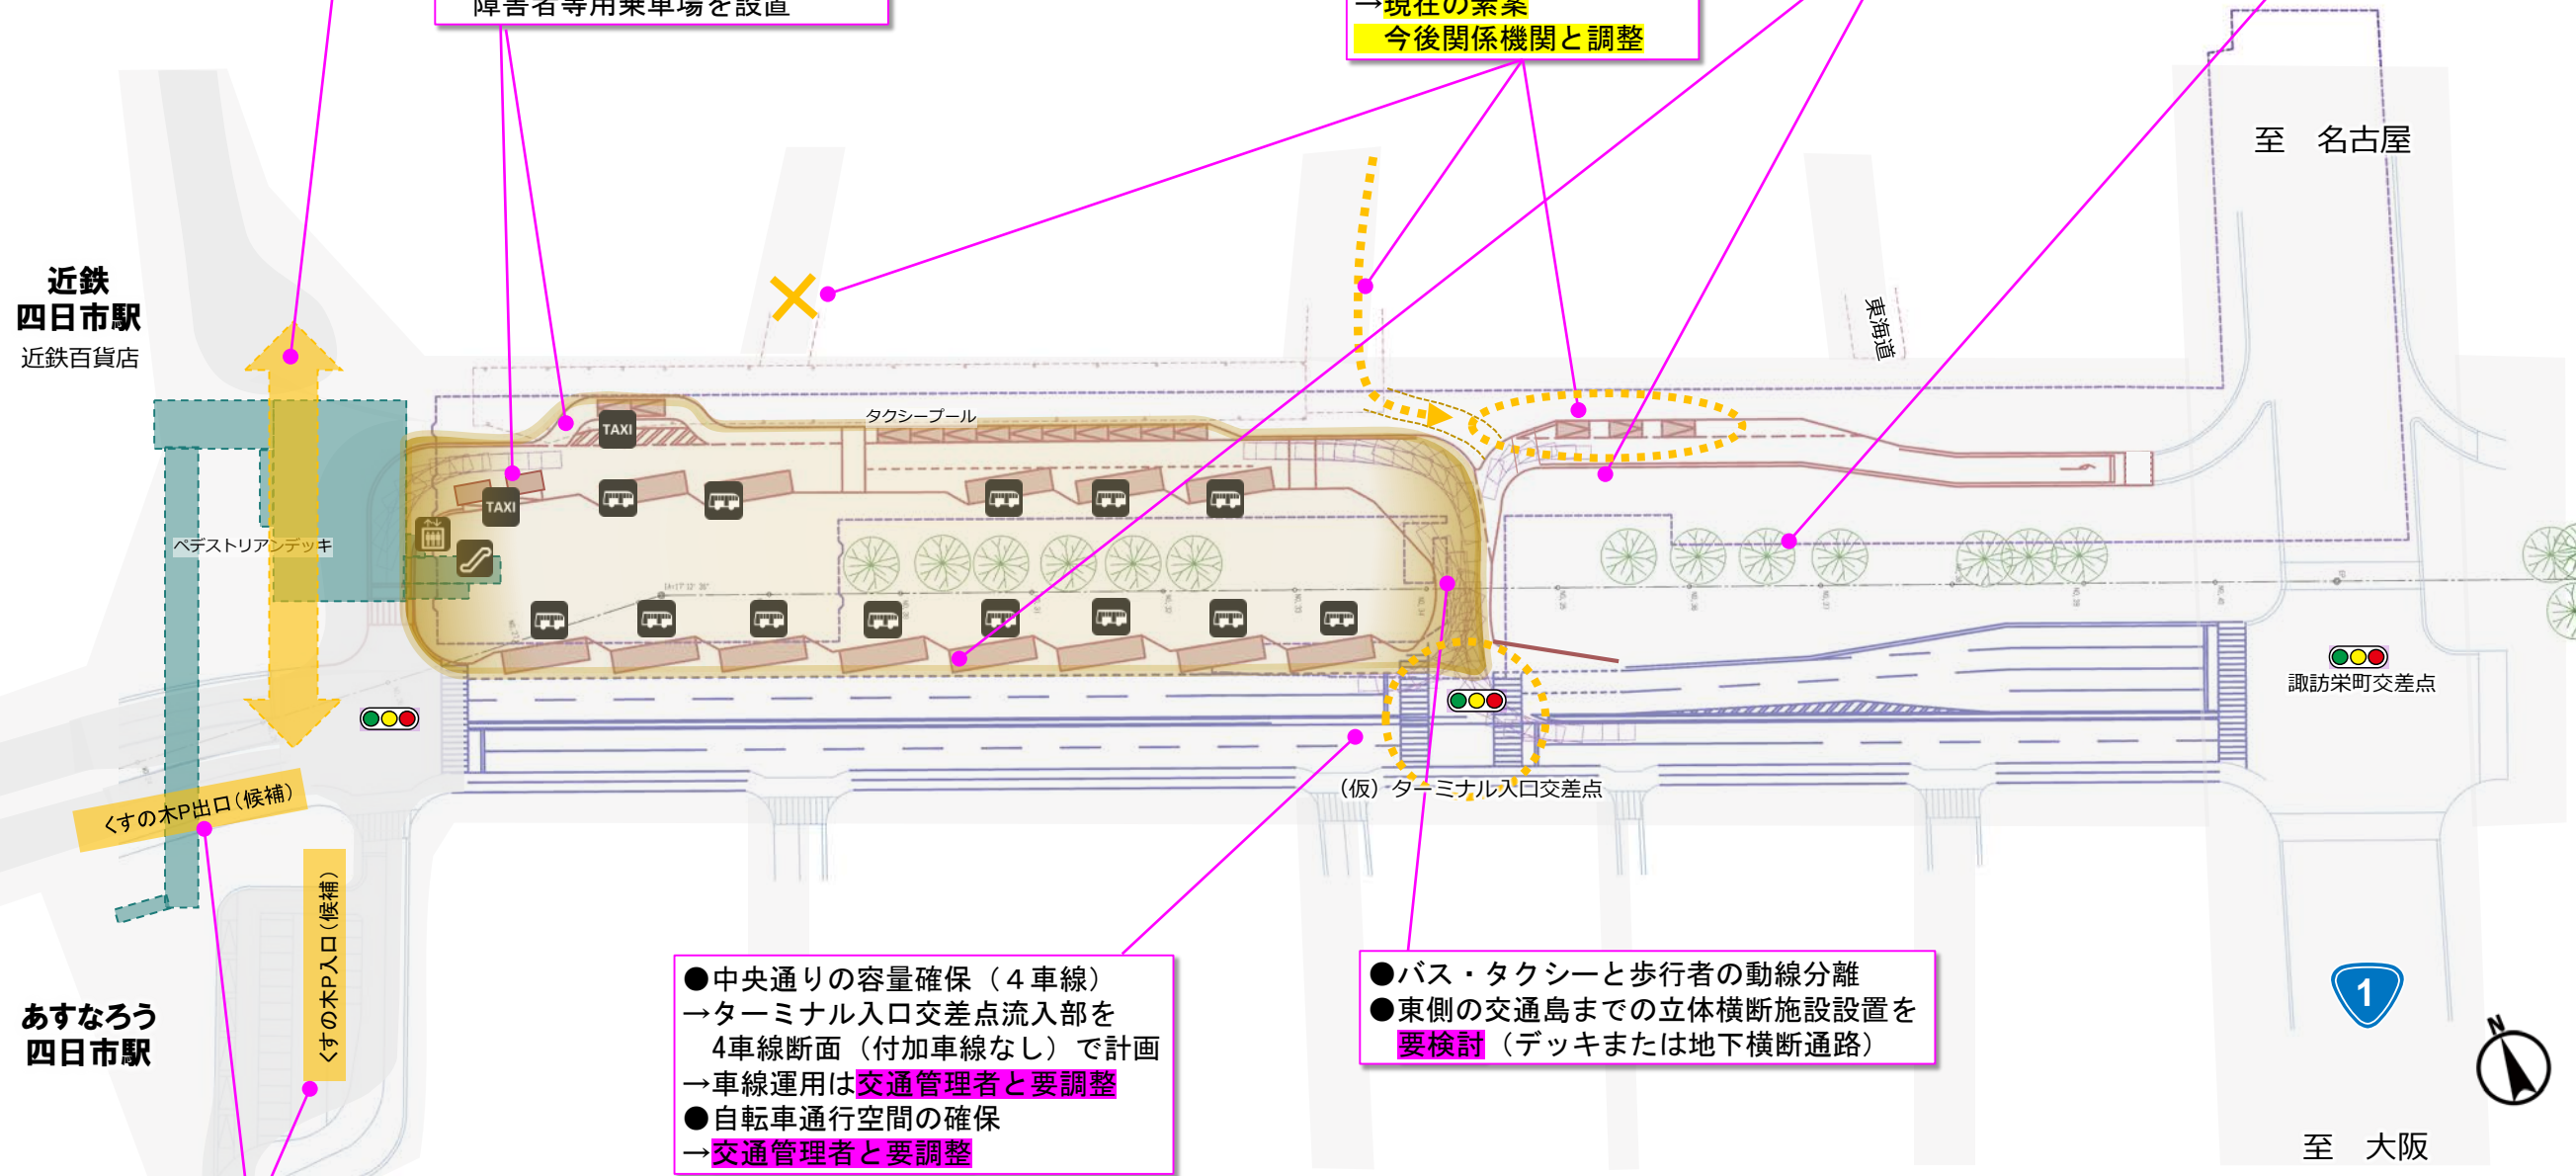 障害者等用乗車場を設置
→現在の素案
今後関係機関と調整
至 名古屋
近鉄
四日市駅
近鉄百貨店
東海道
タクシープール
TAXI
TAXI
ペデストリアンデッキ
IA=17°32'36"
諏訪栄町交差点
(仮)ターミナル入口交差点
くすの木P出口(候補)
くすの木P入口(候補)
あすなろう
四日市駅
●中央通りの容量確保(4車線)
→ターミナル入口交差点流入部を
4車線断面(付加車線なし)で計画
→車線運用は交通管理者と要調整
●自転車通行空間の確保
→交通管理者と要調整
●バス・タクシーと歩行者の動線分離
●東側の交通島までの立体横断施設設置を
要検討(デッキまたは地下横断通路)
1
N
至 大阪